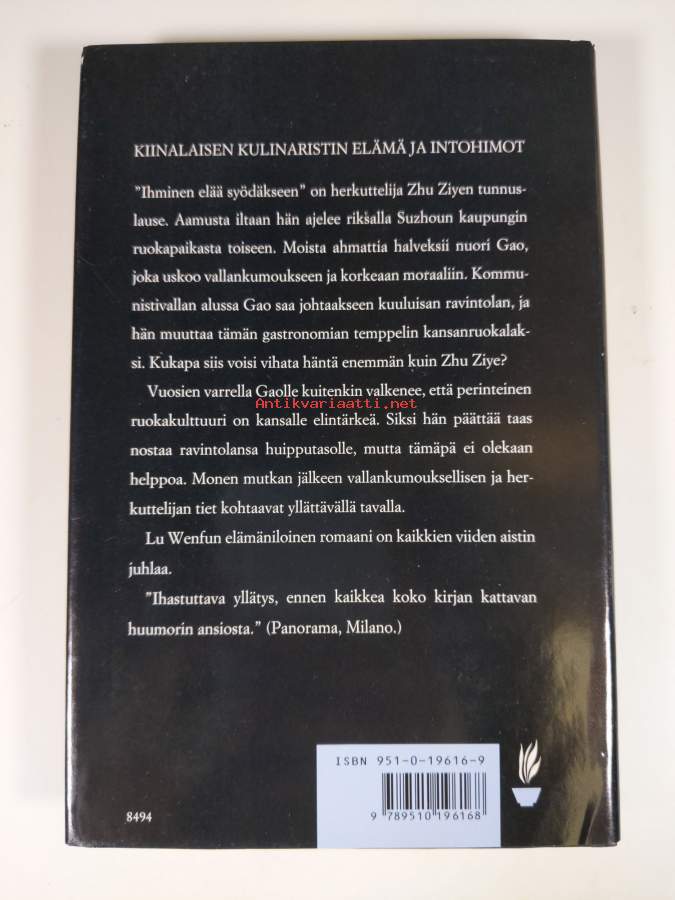 KIINALAISEN KULINARISTIN ELÄMÄ JA INTOHIMOT
"Ihminen elää syödäkseen" on herkuttelija Zhu Ziyen tunnus-
lause. Aamusta iltaan hän ajelee riksalla Suzhoun kaupungin
ruokapaikasta toiseen. Moista ahmattia halveksii nuori Gao,
joka uskoo vallankumoukseen ja korkeaan moraaliin. Kommu-
nistivallan alussa Gao saa johtaakseen kuuluisan ravintolan, ja
hän muuttaa tämän gastronomian temppelin kansanruokalak-
si. Kukapa siis voisi vihata häntä enemmän kuin Zhu Ziye?
Vuosien varrella Gaolle kuitenkin valkenee, että perinteinen
Antikvariaatti.net
ruokakulttuuri on kansalle elintärkeä. Siksi hän päättää taas
nostaa ravintolansa huipputasolle, mutta tämäpä ei olekaan
helppoa. Monen mutkan jälkeen vallankumouksellisen ja her-
kuttelijan tiet kohtaavat yllättävällä tavalla.
Lu Wenfun elämäniloinen romaani on kaikkien viiden aistin
juhlaa.
"Ihastuttava yllätys, ennen kaikkea koko kirjan kattavan
huumorin ansiosta." (Panorama, Milano.)
ISBN 951-0-19616-9
9 789510 196168
8494